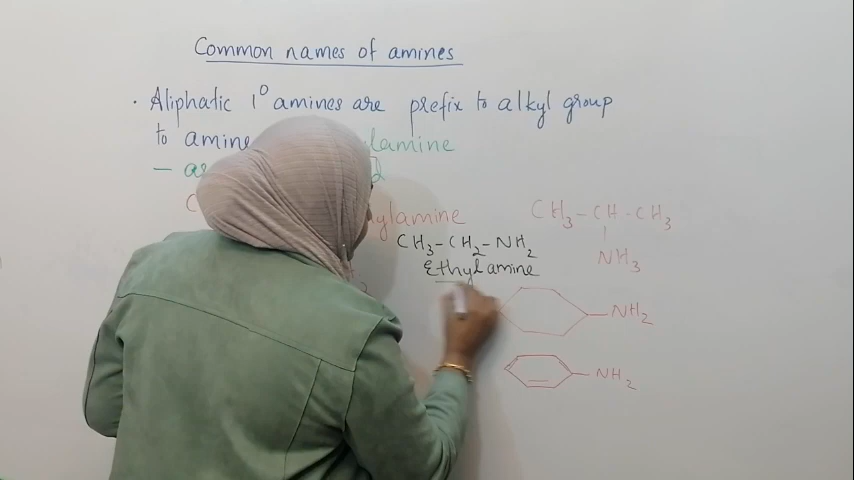 Common names of amines
· Aliphatic 1° amines are prefix to alkyl group
to amine lamine
— as
C ylamine
CH3-CH2-NH2
Ethylamine
CH3-CH·CH3
|
NH3
-NH2
-NH2